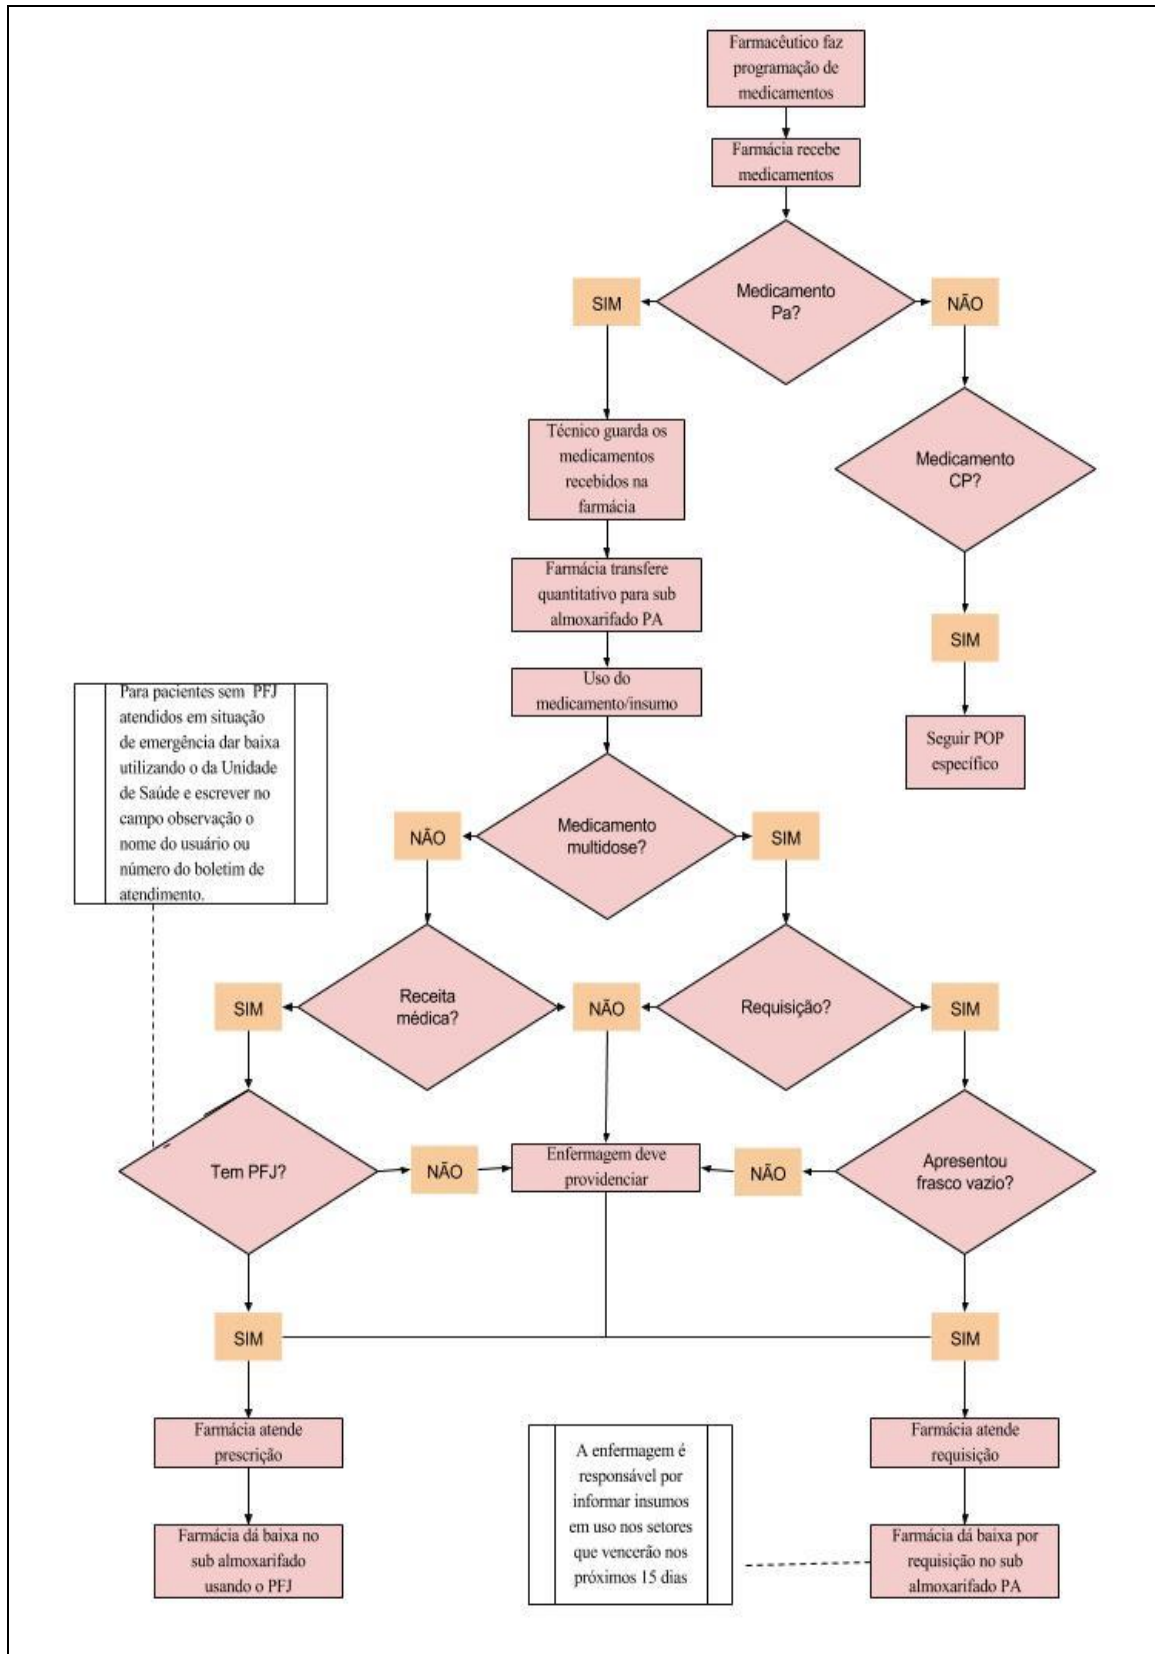 Farmacêutico faz
programação de
medicamentos
Farmácia recebe
medicamentos
Medicamento
Pa?
SIM
NÃO
Técnico guarda os
medicamentos
recebidos na
farmácia
Medicamento
CP?
Farmácia transfere
quantitativo para sub
almoxarifado PA
SIM
Uso do
medicamento/insumo
Seguir POP
específico
Para pacientes sem PFJ
atendidos em situação
de emergência dar baixa
utilizando o da Unidade
de Saúde e escrever no
campo observação o
nome do usuário ou
número do boletim de
atendimento.
Medicamento
multidose?
NÃO
SIM
Receita
médica?
Requisição?
SIM
NÃO
SIM
Tem PFJ?
NÃO
Enfermagem deve
providenciar
NÃO
Apresentou
frasco vazio?
SIM
SIM
Farmácia atende
prescrição
Farmácia atende
requisição
A enfermagem é
responsável por
informar insumos
em uso nos setores
que vencerão nos
próximos 15 dias
Farmácia dá baixa no
sub almoxarifado
usando o PFJ
Farmácia dá baixa por
requisição no sub
almoxarifado PA